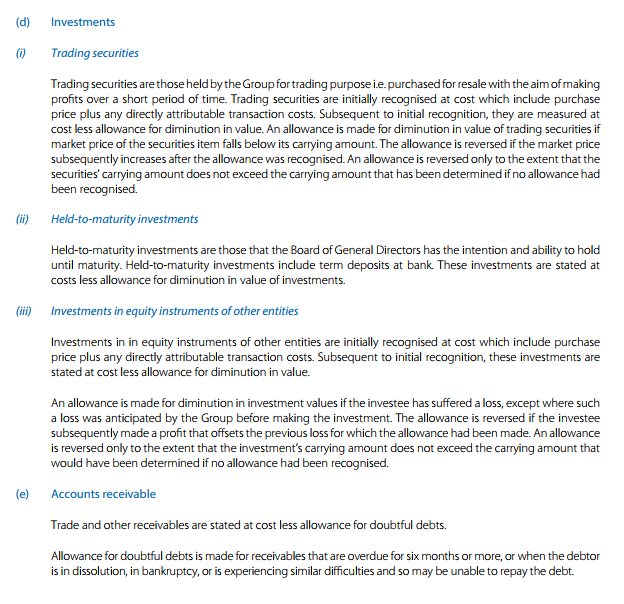 (d) Investments
(i) Trading securities
Trading securities are those held by the Group for trading purpose i.e. purchased for resale with the aim of making
profits over a short period of time. Trading securities are initially recognised at cost which include purchase
price plus any directly attributable transaction costs. Subsequent to initial recognition, they are measured at
cost less allowance for diminution in value. An allowance is made for diminution in value of trading securities if
market price of the securities item falls below its carrying amount. The allowance is reversed if the market price
subsequently increases after the allowance was recognised. An allowance is reversed only to the extent that the
securities' carrying amount does not exceed the carrying amount that has been determined if no allowance had
been recognised.
(ii) Held-to-maturity investments
Held-to-maturity investments are those that the Board of General Directors has the intention and ability to hold
until maturity. Held-to-maturity investments include term deposits at bank. These investments are stated at
costs less allowance for diminution in value of investments.
(iii) Investments in equity instruments of other entities
Investments in in equity instruments of other entities are initially recognised at cost which include purchase
price plus any directly attributable transaction costs. Subsequent to initial recognition, these investments are
stated at cost less allowance for diminution in value.
An allowance is made for diminution in investment values if the investee has suffered a loss, except where such
a loss was anticipated by the Group before making the investment. The allowance is reversed if the investee
subsequently made a profit that offsets the previous loss for which the allowance had been made. An allowance
is reversed only to the extent that the investment's carrying amount does not exceed the carrying amount that
would have been determined if no allowance had been recognised.
(e) Accounts receivable
Trade and other receivables are stated at cost less allowance for doubtful debts.
Allowance for doubtful debts is made for receivables that are overdue for six months or more, or when the debtor
is in dissolution, in bankruptcy, or is experiencing similar difficulties and so may be unable to repay the debt.